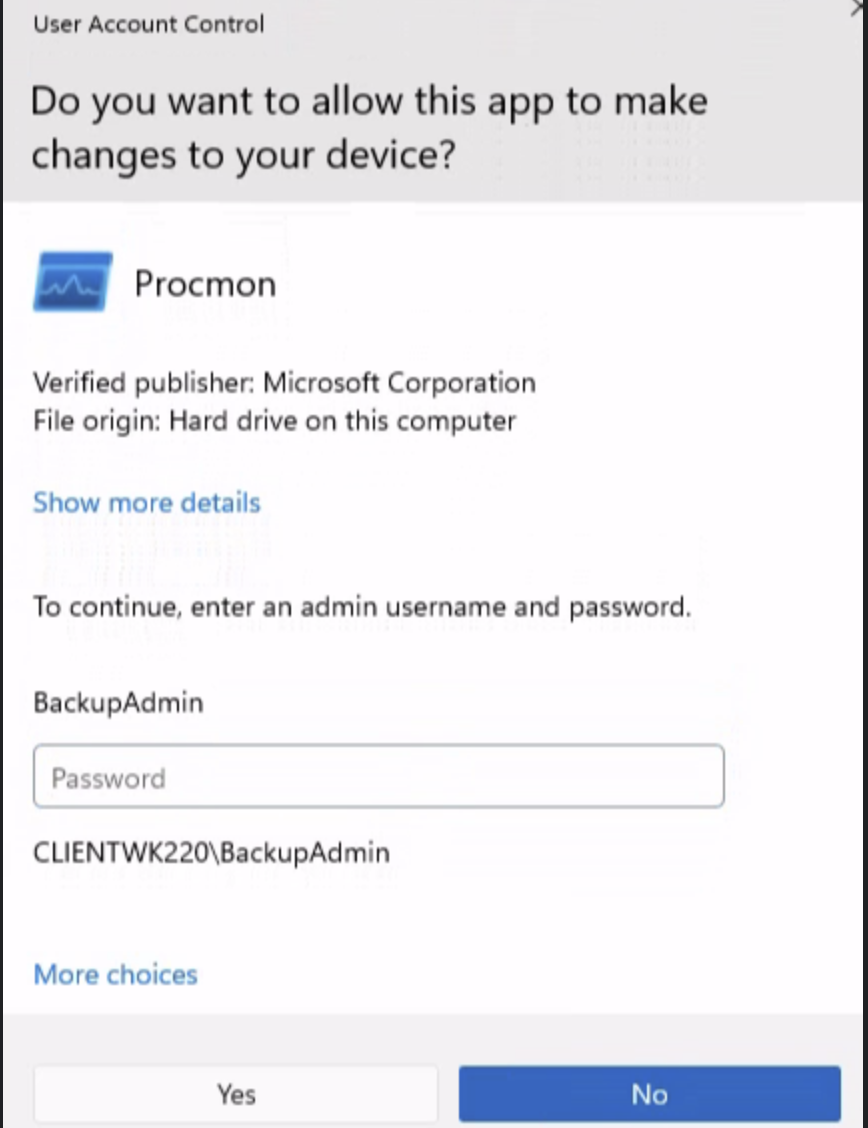 User Account Control
Do you want to allow this app to make
changes to your device?
Procmon
Verified publisher: Microsoft Corporation
File origin: Hard drive on this computer
Show more details
To continue, enter an admin username and password.
BackupAdmin
Password
CLIENTWK220\BackupAdmin
More choices
Yes
No